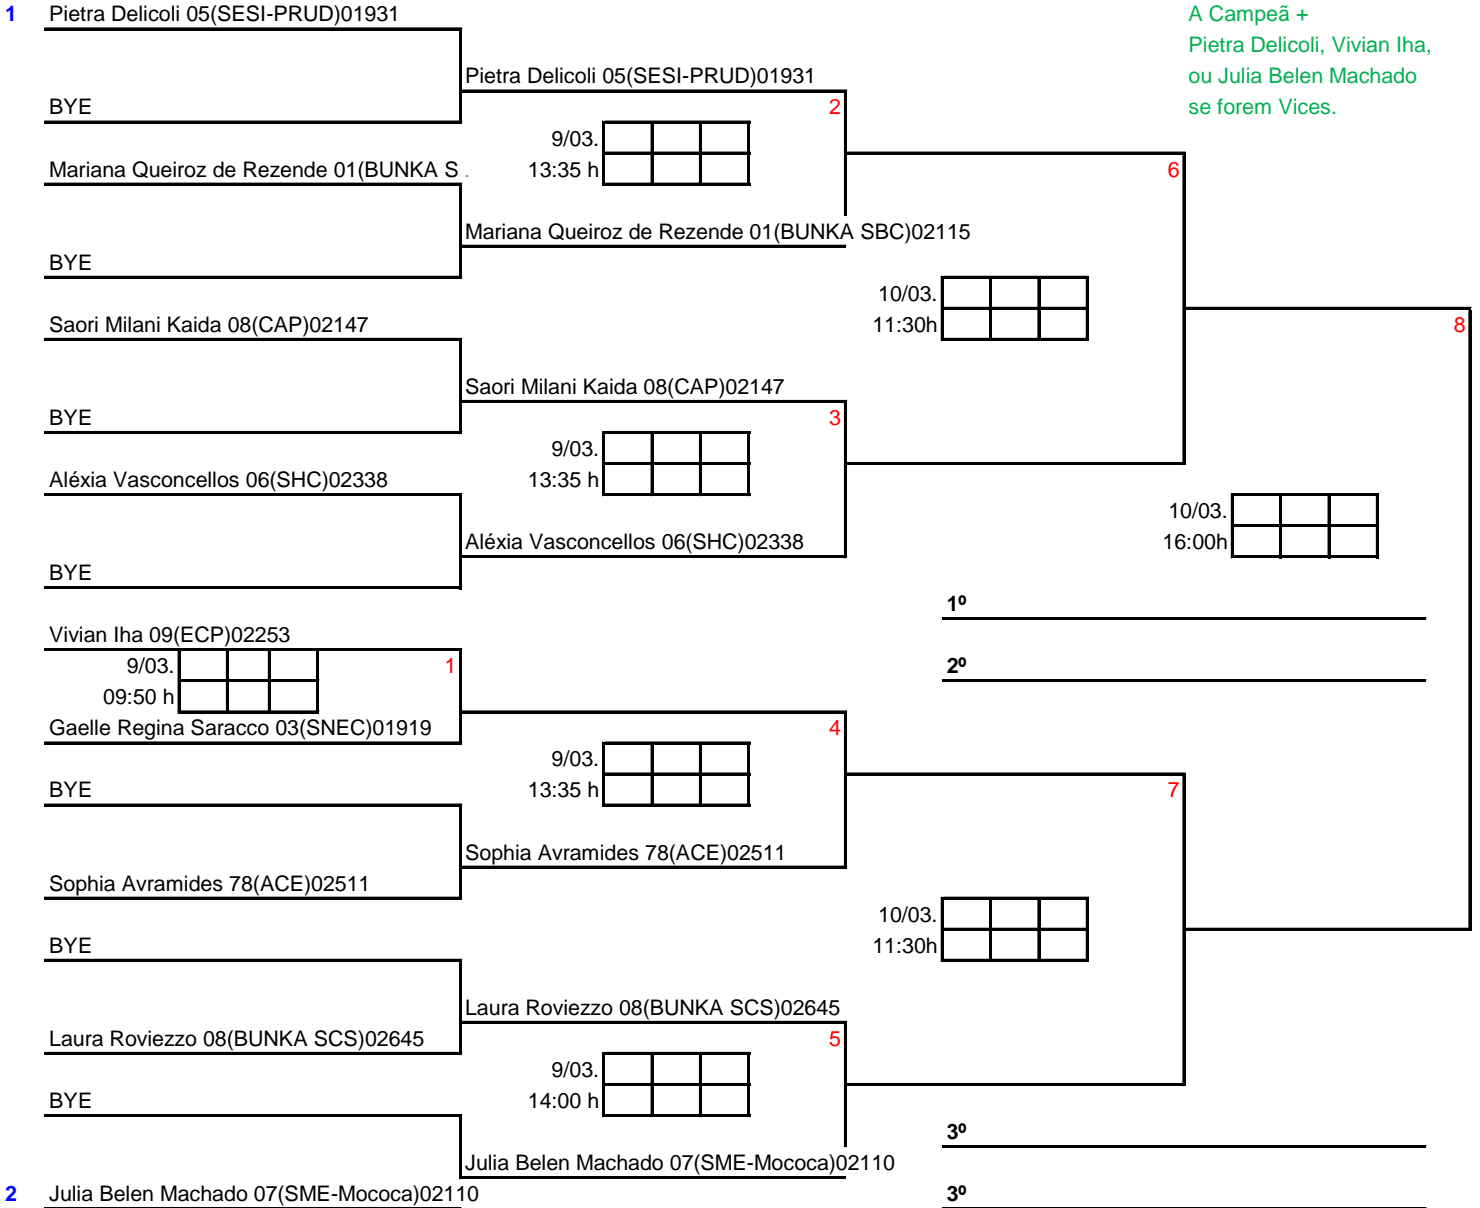 1 Pietra Delicoli 05(SESI-PRUD)01931
A Campeã +
Pietra Delicoli, Vivian Iha,
ou Julia Belen Machado
se forem Vices.
Pietra Delicoli 05(SESI-PRUD)01931
BYE
2
9/03.
13:35 h
Mariana Queiroz de Rezende 01(BUNKA S .
6
Mariana Queiroz de Rezende 01(BUNKA SBC)02115
BYE
10/03.
11:30h
Saori Milani Kaida 08(CAP)02147
8
Saori Milani Kaida 08(CAP)02147
BYE
3
9/03.
13:35 h
Aléxia Vasconcellos 06(SHC)02338
10/03.
16:00h
Aléxia Vasconcellos 06(SHC)02338
BYE
1º
Vivian Iha 09(ECP)02253
9/03.
09:50 h
1
2º
Gaelle Regina Saracco 03(SNEC)01919
4
9/03.
13:35 h
BYE
7
Sophia Avramides 78(ACE)02511
Sophia Avramides 78(ACE)02511
10/03.
11:30h
BYE
Laura Roviezzo 08(BUNKA SCS)02645
Laura Roviezzo 08(BUNKA SCS)02645
5
9/03.
14:00 h
BYE
3º
Julia Belen Machado 07(SME-Mococa)02110
2 Julia Belen Machado 07(SME-Mococa)02110
3º